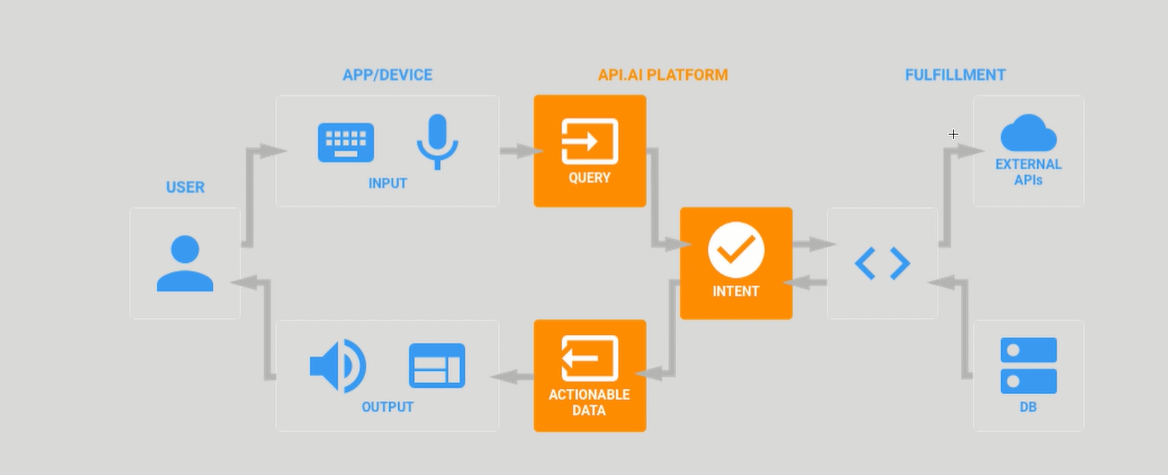 APP/DEVICE
API.AI PLATFORM
FULFILLMENT
USER
INPUT
QUERY
EXTERNAL
APIs
INTENT
OUTPUT
ACTIONABLE
DATA
DB